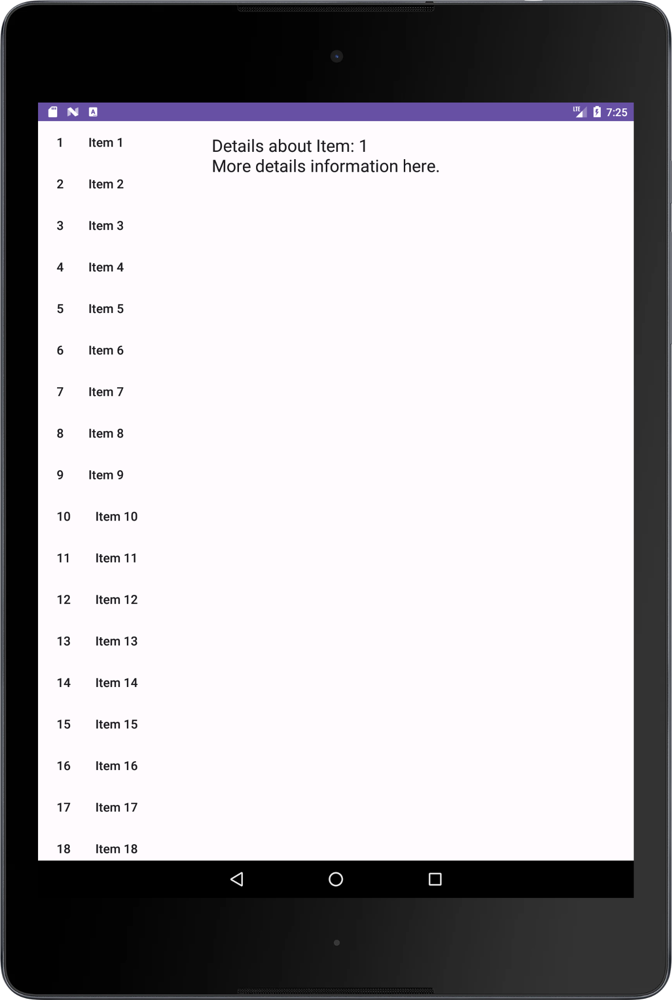 LTE 7:25
1 Item 1
2 Item 2
3 Item 3
4 Item 4
5 Item 5
6 Item 6
7 Item 7
8 Item 8
9 Item 9
10 Item 10
11 Item 11
12 Item 12
13 Item 13
14 Item 14
15 Item 15
16 Item 16
17 Item 17
18 Item 18
Details about Item: 1
More details information here.